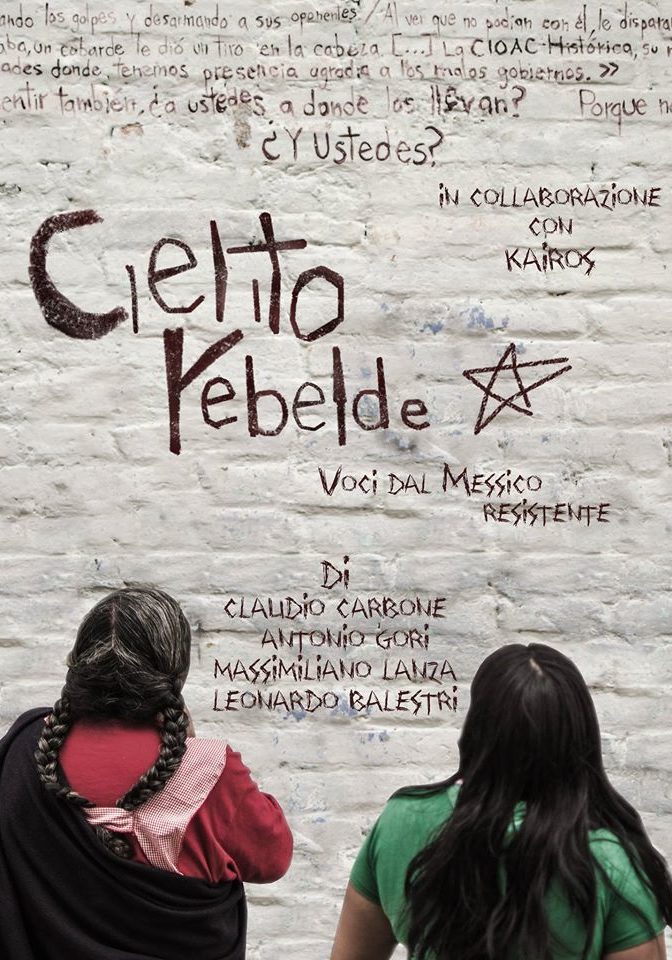 ando los golpes y desarmando a sus oponentes. / Al ver que no podian con él, le dispara
aba, un cobarde le dió un tiro en la cabeza [...] La CIOAC-Histórica, su
ades donde, tenemos presencia agradia a los malos gobiernos. >>
entir también, ¿a ustedes a donde los llevan? Porque n
¿Y Ustedes?
IN COLLABORAZIONE
CON
KAIROS
Cielito
rebelde
VOCI DAL MESSICO
RESISTENTE
Di
CLAUDIO CARBONE
ANTONIO GORI
MASSIMILIANO LANZA
LEONARDO BALESTRI